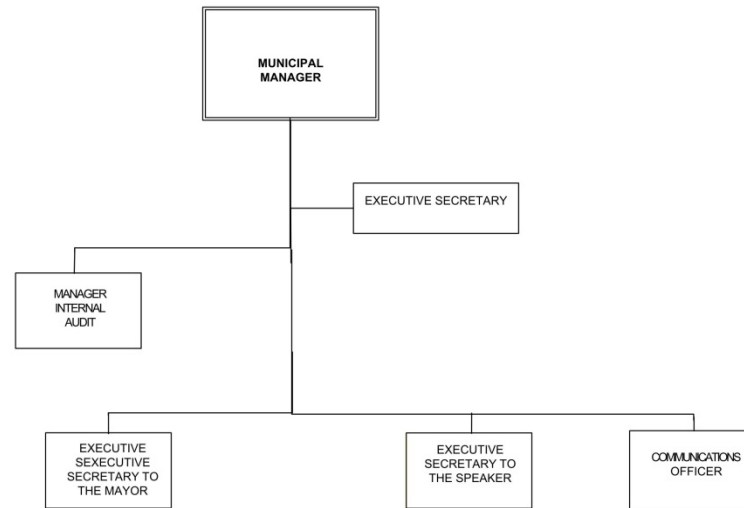 MUNICIPAL
MANAGER
EXECUTIVE SECRETARY
MANAGER
INTERNAL
AUDIT
EXECUTIVE
SEXECUTIVE
SECRETARY TO
THE MAYOR
EXECUTIVE
SECRETARY TO
THE SPEAKER
COMMUNICATIONS
OFFICER